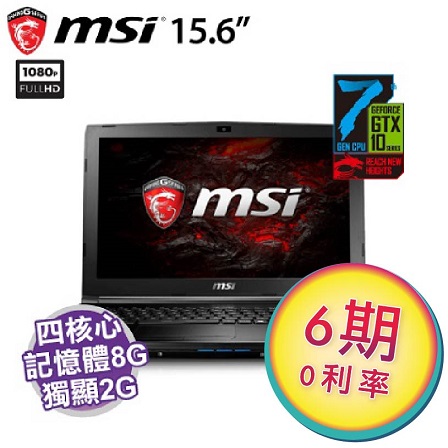 msi 15.6"
1080p
FULL HD
7th
GEN CPU
GEFORCE
GTX
10 SERIES
REACH NEW
HEIGHTS
msi
msi
四核心
記憶體8G
獨顯2G
6期
0利率